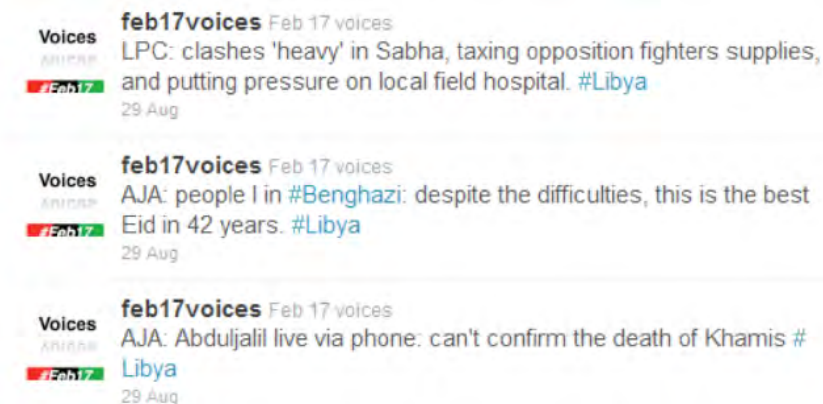 Voices
#Feb17
feb17voices Feb 17 voices
LPC: clashes 'heavy' in Sabha, taxing opposition fighters supplies,
and putting pressure on local field hospital. #Libya
29 Aug
Voices
#Feb17
feb17voices Feb 17 voices
AJA: people I in #Benghazi: despite the difficulties, this is the best
Eid in 42 years. #Libya
29 Aug
Voices
#Feb17
feb17voices Feb 17 voices
AJA: Abduljalil live via phone: can't confirm the death of Khamis #
Libya
29 Aug